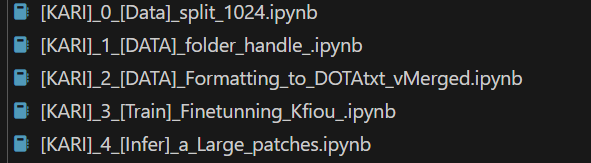 [KARI]_0_[Data]_split_1024.ipynb
[KARI]_1_[DATA]_folder_handle_.ipynb
[KARI]_2_[DATA]_Formatting_to_DOTAtxt_vMerged.ipynb
[KARI]_3_[Train]_Finetunning_Kfiou_.ipynb
[KARI]_4_[Infer]_a_Large_patches.ipynb